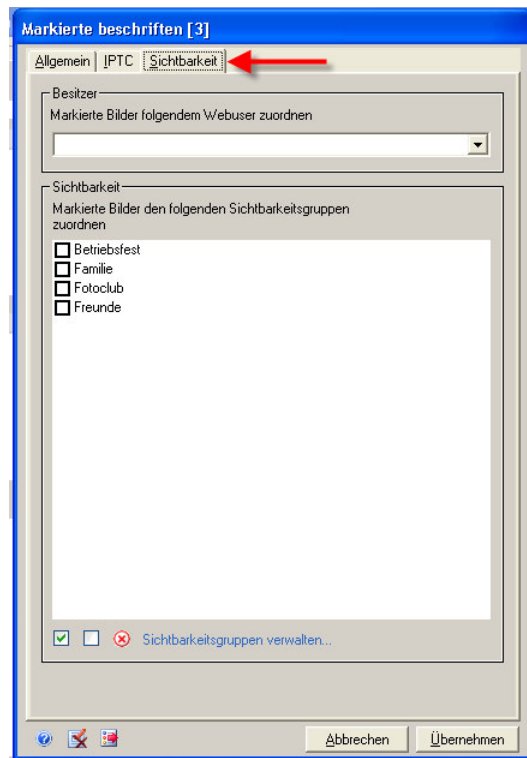 Markierte beschriften [3]
Allgemein IPTC Sichtbarkeit
Besitzer
Markierte Bilder folgendem Webuser zuordnen
Sichtbarkeit
Markierte Bilder den folgenden Sichtbarkeitsgruppen
zuordnen
Betriebsfest
Familie
Fotoclub
Freunde
Sichtbarkeitsgruppen verwalten...
Abbrechen Übernehmen